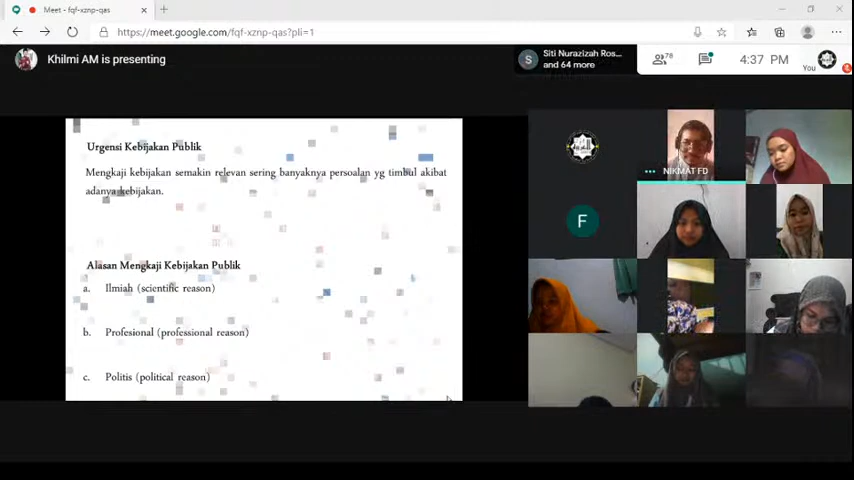 Meet - fqf-xznp-qas
https://meet.google.com/fqf-xznp-qas?pli=1
Khilmi AM is presenting
S
Siti Nurazizah Ros...
and 64 more
78
4:37 PM
You
Urgensi Kebijakan Publik
Mengkaji kebijakan semakin relevan sering banyaknya persoalan yg timbul akibat
adanya kebijakan.
Alasan Mengkaji Kebijakan Publik
a. Ilmiah (scientific reason)
b. Profesional (professional reason)
c. Politis (political reason)
NIKMAT FD
F